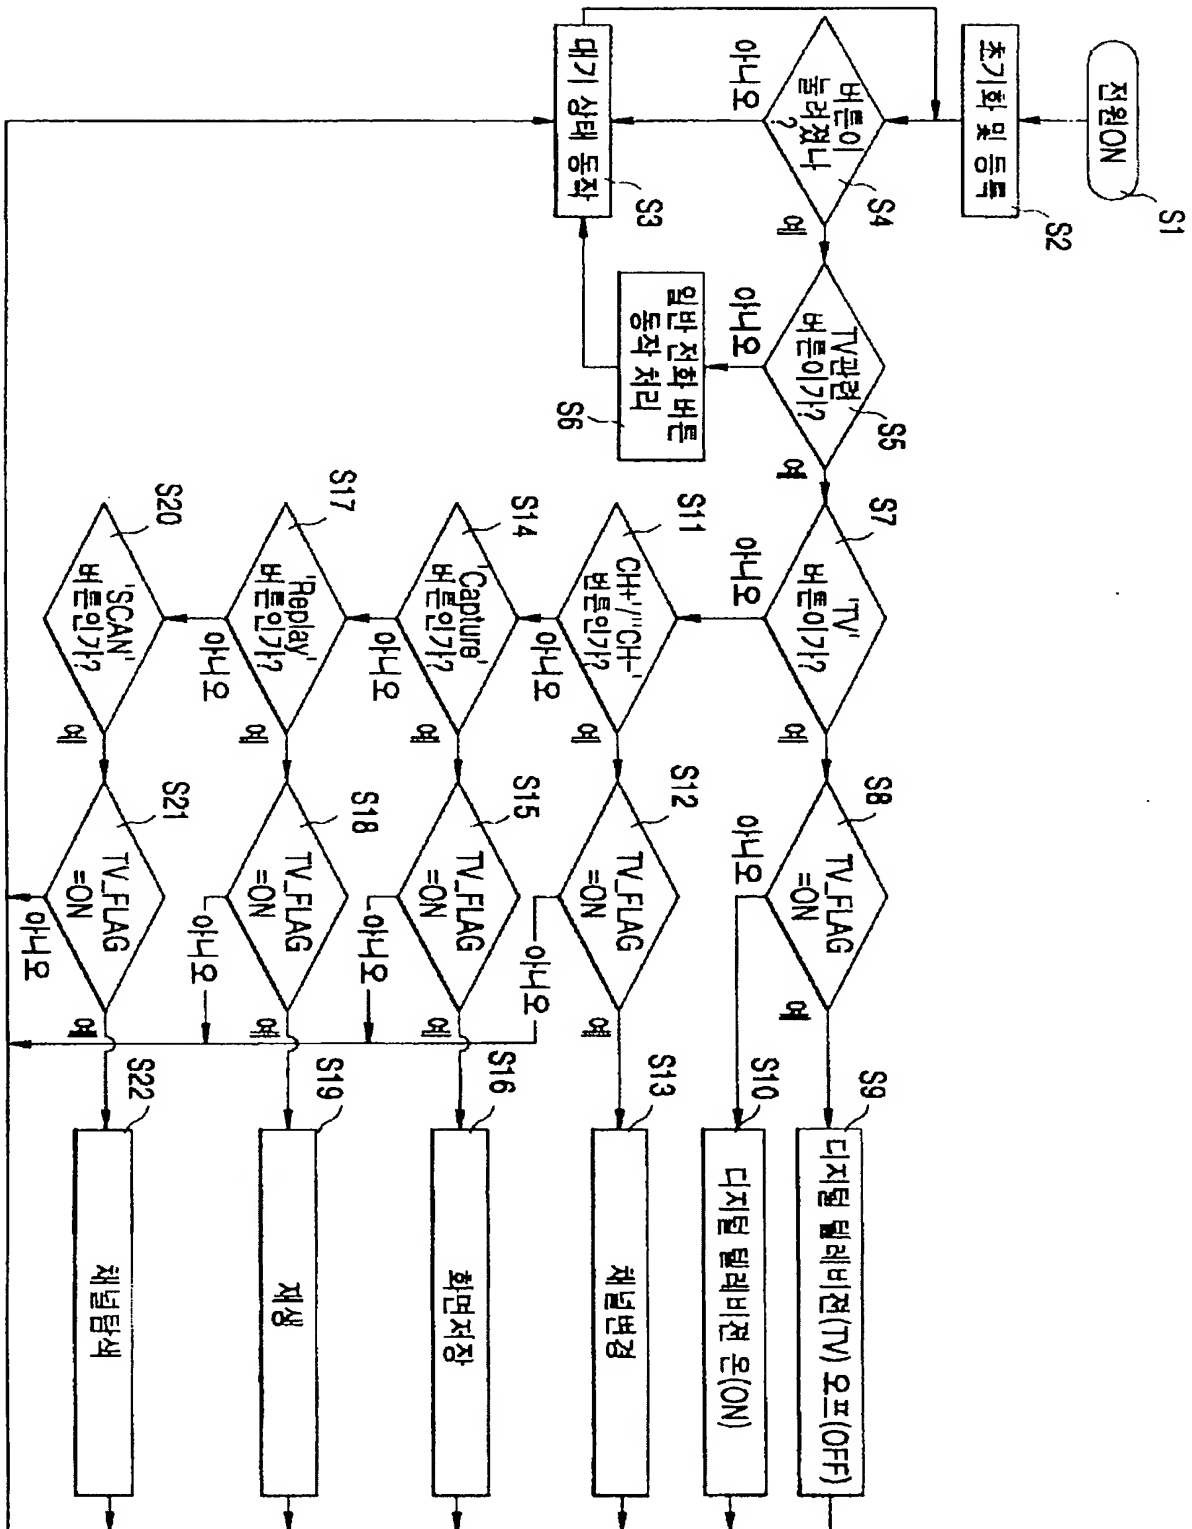 전원ON
S1
초기화 및 등록
S2
대기 상태 동작
S3
버튼이
눌러졌나
?
S4
아니오
예
TV관련
버튼이가?
S5
아니오
예
일반 전화 버튼
동작 처리
S6
'TV'
버튼이가?
S7
아니오
예
TV_FLAG
=ON
S8
아니오
예
디지털 텔레비전(TV) 오프(OFF)
S9
디지털 텔레비전 온(ON)
S10
CH+'/"CH-'
번튼인가?
S11
아니오
예
TV_FLAG
=ON
S12
아니오
예
채널변경
S13
'Capture'
버튼인가?
S14
아니오
예
TV_FLAG
=ON
S15
아니오
예
화면저장
S16
'Replay'
버튼인가?
S17
아니오
예
TV_FLAG
=ON
S18
아니오
예
재생
S19
'SCAN'
버튼인가?
S20
예
TV_FLAG
=ON
S21
아니오
예
채널탐색
S22